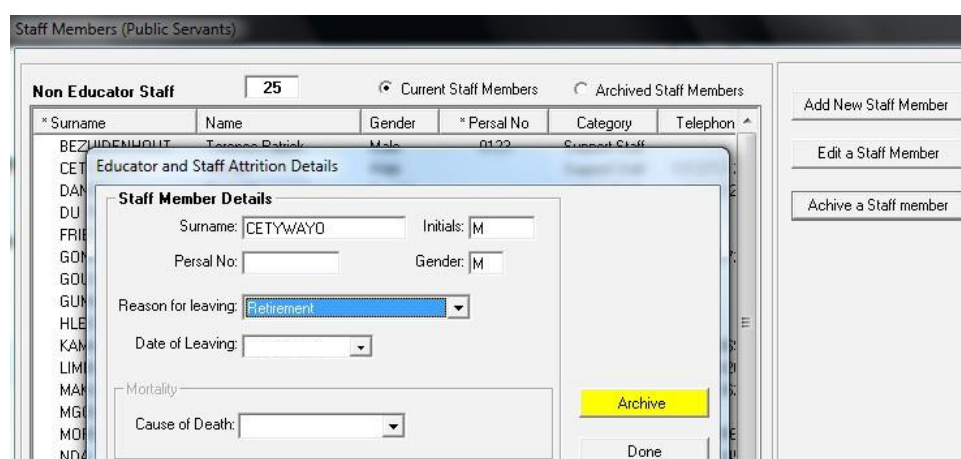 Staff Members (Public Servants)
Non Educator Staff 25 Current Staff Members Archived Staff Members
* Surname Name Gender * Persal No Category Telephon
Add New Staff Member
BEZUIDENHOUT Terence Patrick Male 0123 Support Staff
Edit a Staff Member
CET
Educator and Staff Attrition Details
DAN
Staff Member Details
Achive a Staff member
DU
Surname: CETYWAYO Initials: M
FRIE
GON
Persal No: Gender: M
GOU
GUN
Reason for leaving: Retirement
HLE
KAM
Date of Leaving:
LIMI
MAK
Mortality
Archive
MGO
Cause of Death:
MOR
Done
NDA